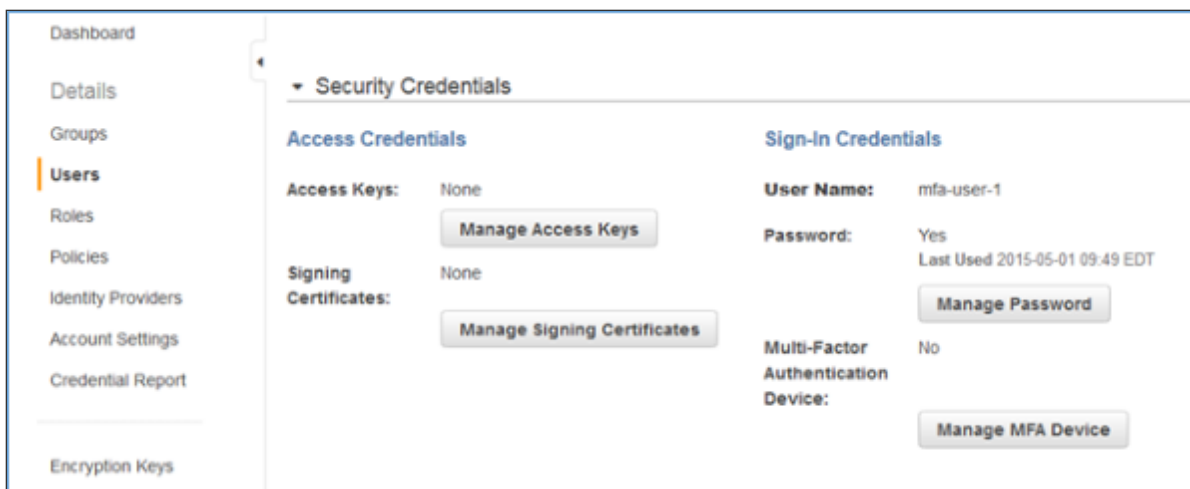 Dashboard
Details
Groups
Users
Roles
Policies
Identity Providers
Account Settings
Credential Report
Encryption Keys
Security Credentials
Access Credentials
Access Keys: None
Manage Access Keys
Signing None
Certificates:
Manage Signing Certificates
Sign-In Credentials
User Name: mfa-user-1
Password: Yes
Last Used 2015-05-01 09:49 EDT
Manage Password
Multi-Factor No
Authentication
Device:
Manage MFA Device